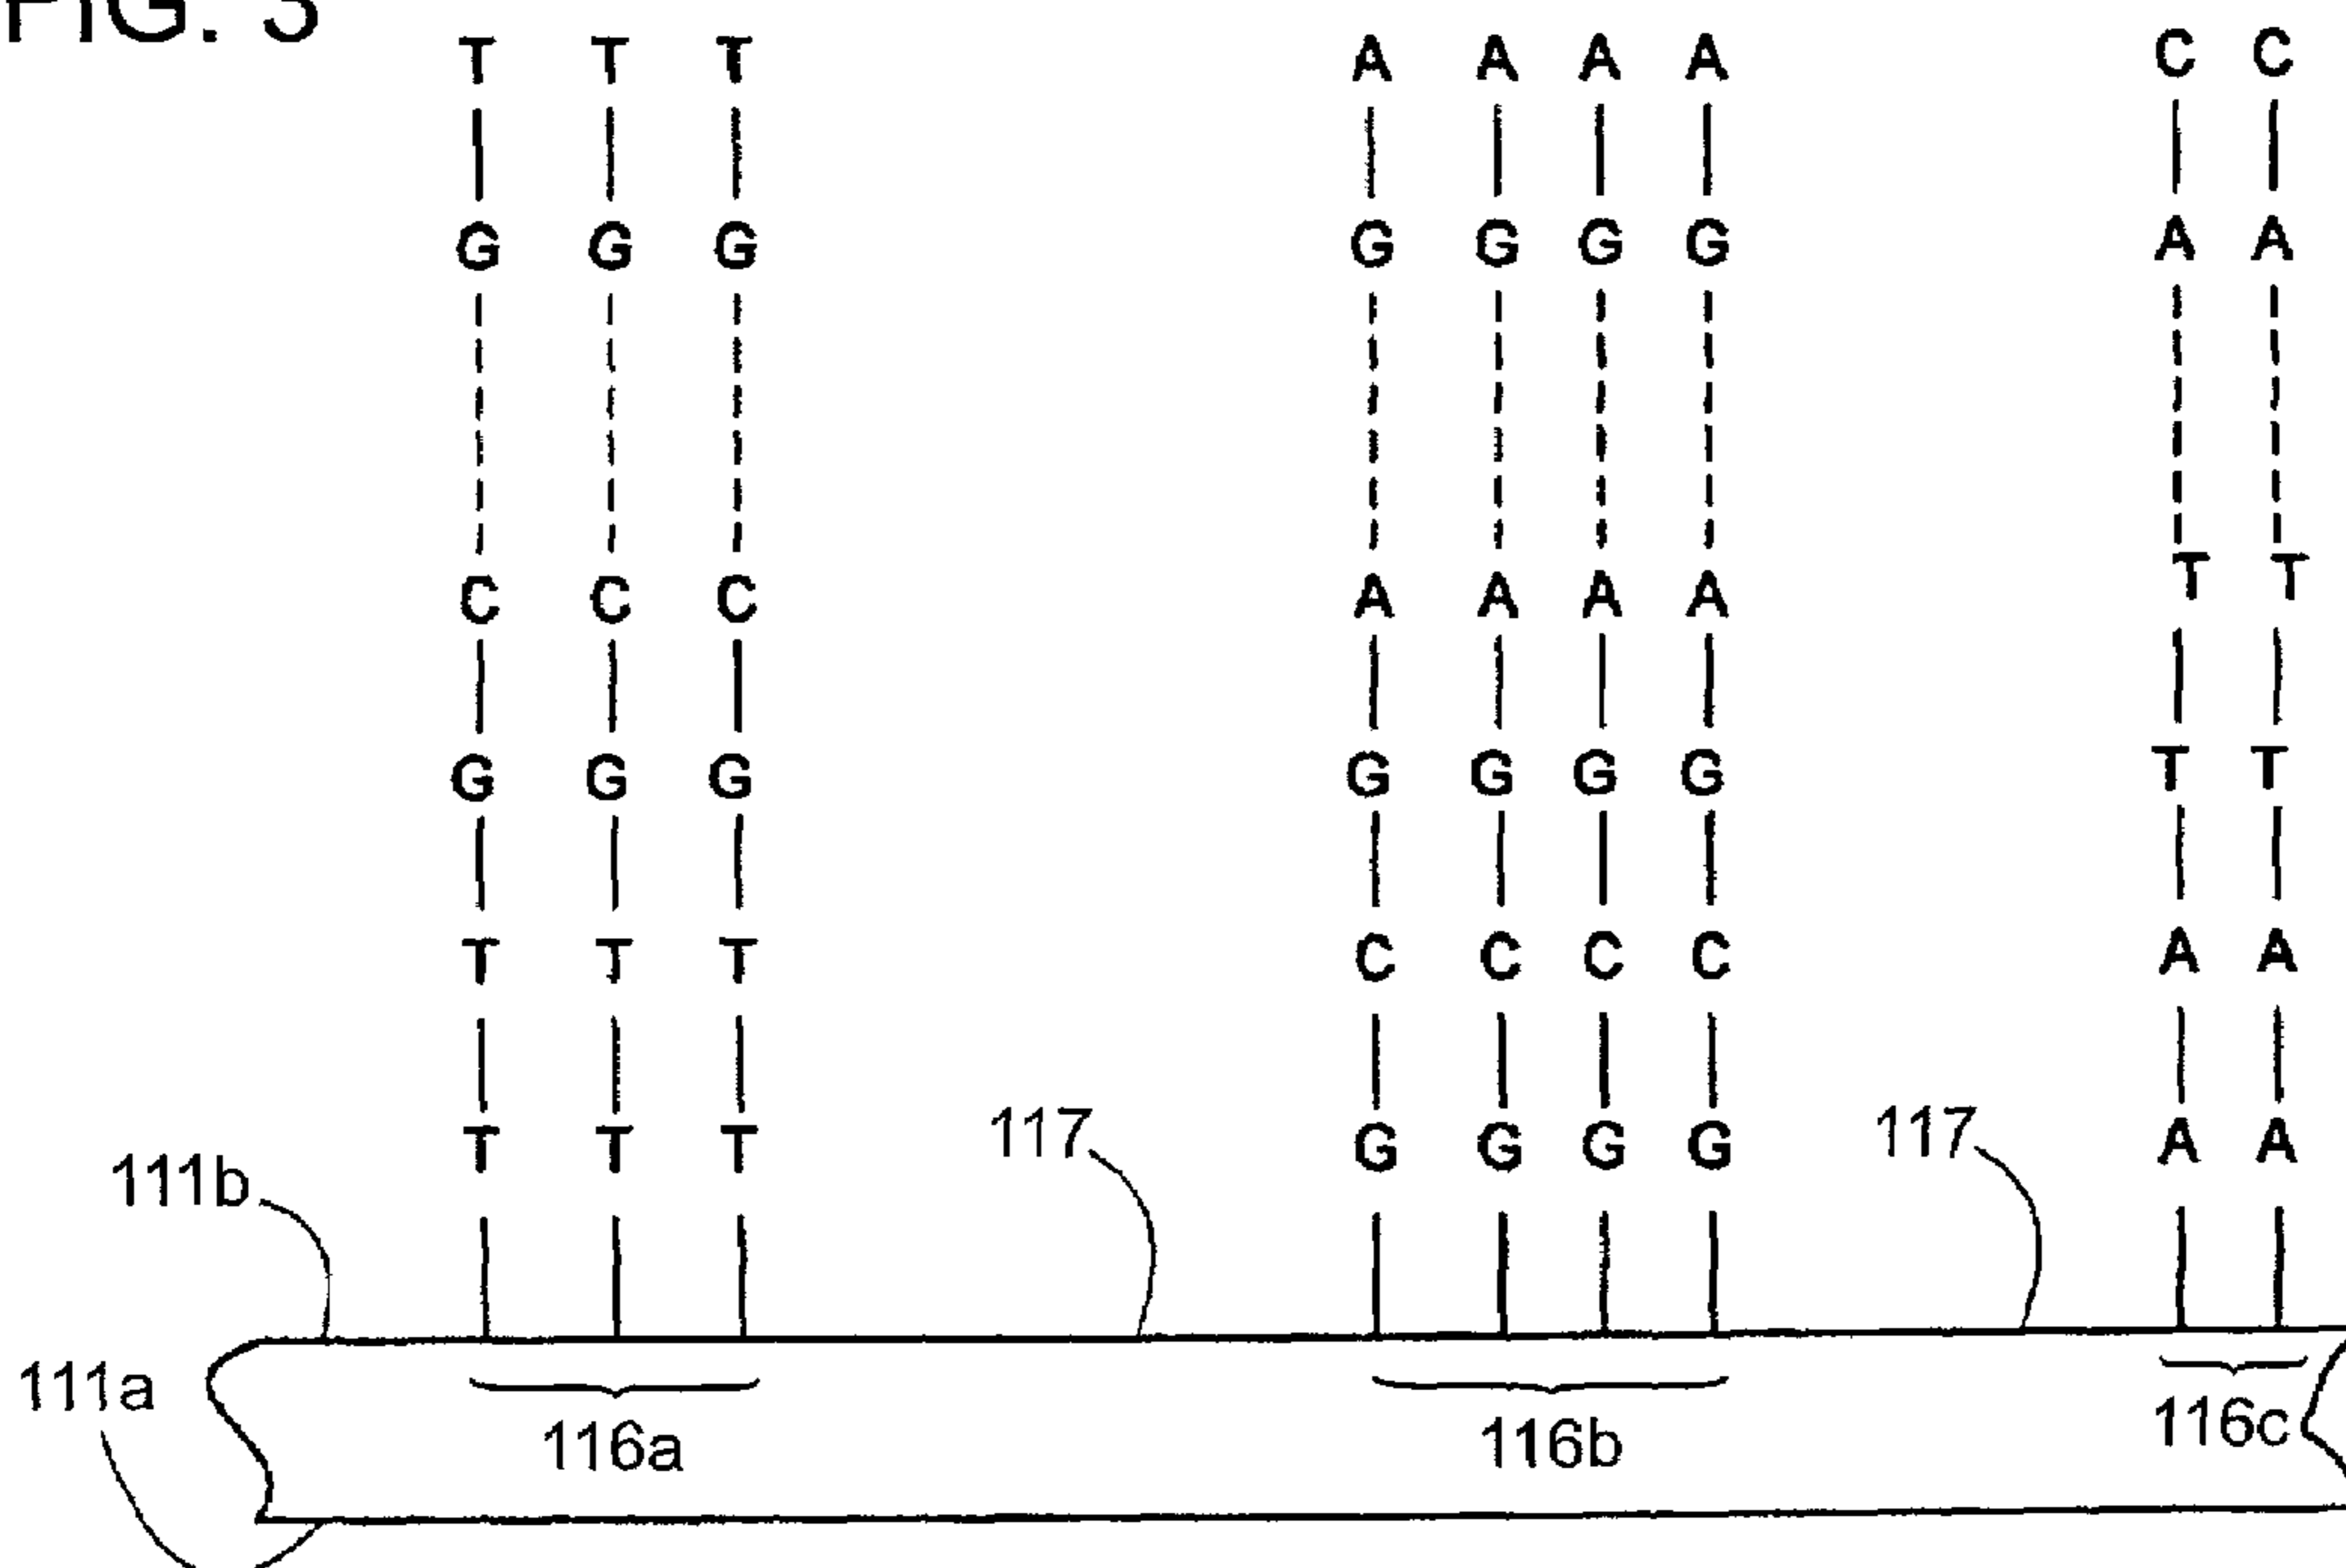 FIG. 3
T T T A A A A C C
G G G G G G G A A
C C C A A A A T T
G G G G G G G T T
T T T C C C C A A
T T T G G G G A A
111b 117 117
111a 116a 116b 116c